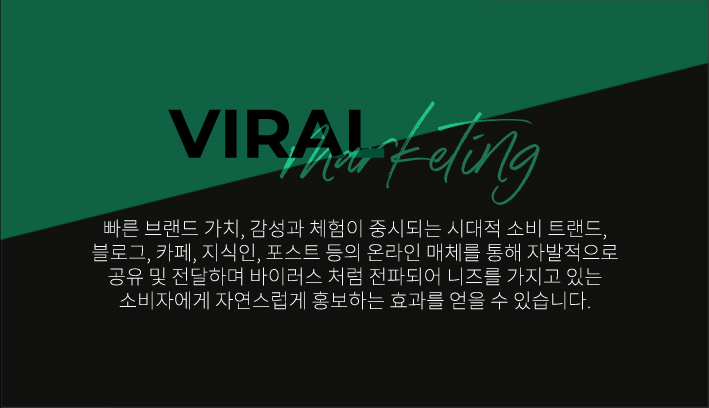 VIRAL
marketing
빠른 브랜드 가치, 감성과 체험이 중시되는 시대적 소비 트랜드,
블로그, 카페, 지식인, 포스트 등의 온라인 매체를 통해 자발적으로
공유 및 전달하며 바이러스 처럼 전파되어 니즈를 가지고 있는
소비자에게 자연스럽게 홍보하는 효과를 얻을 수 있습니다.